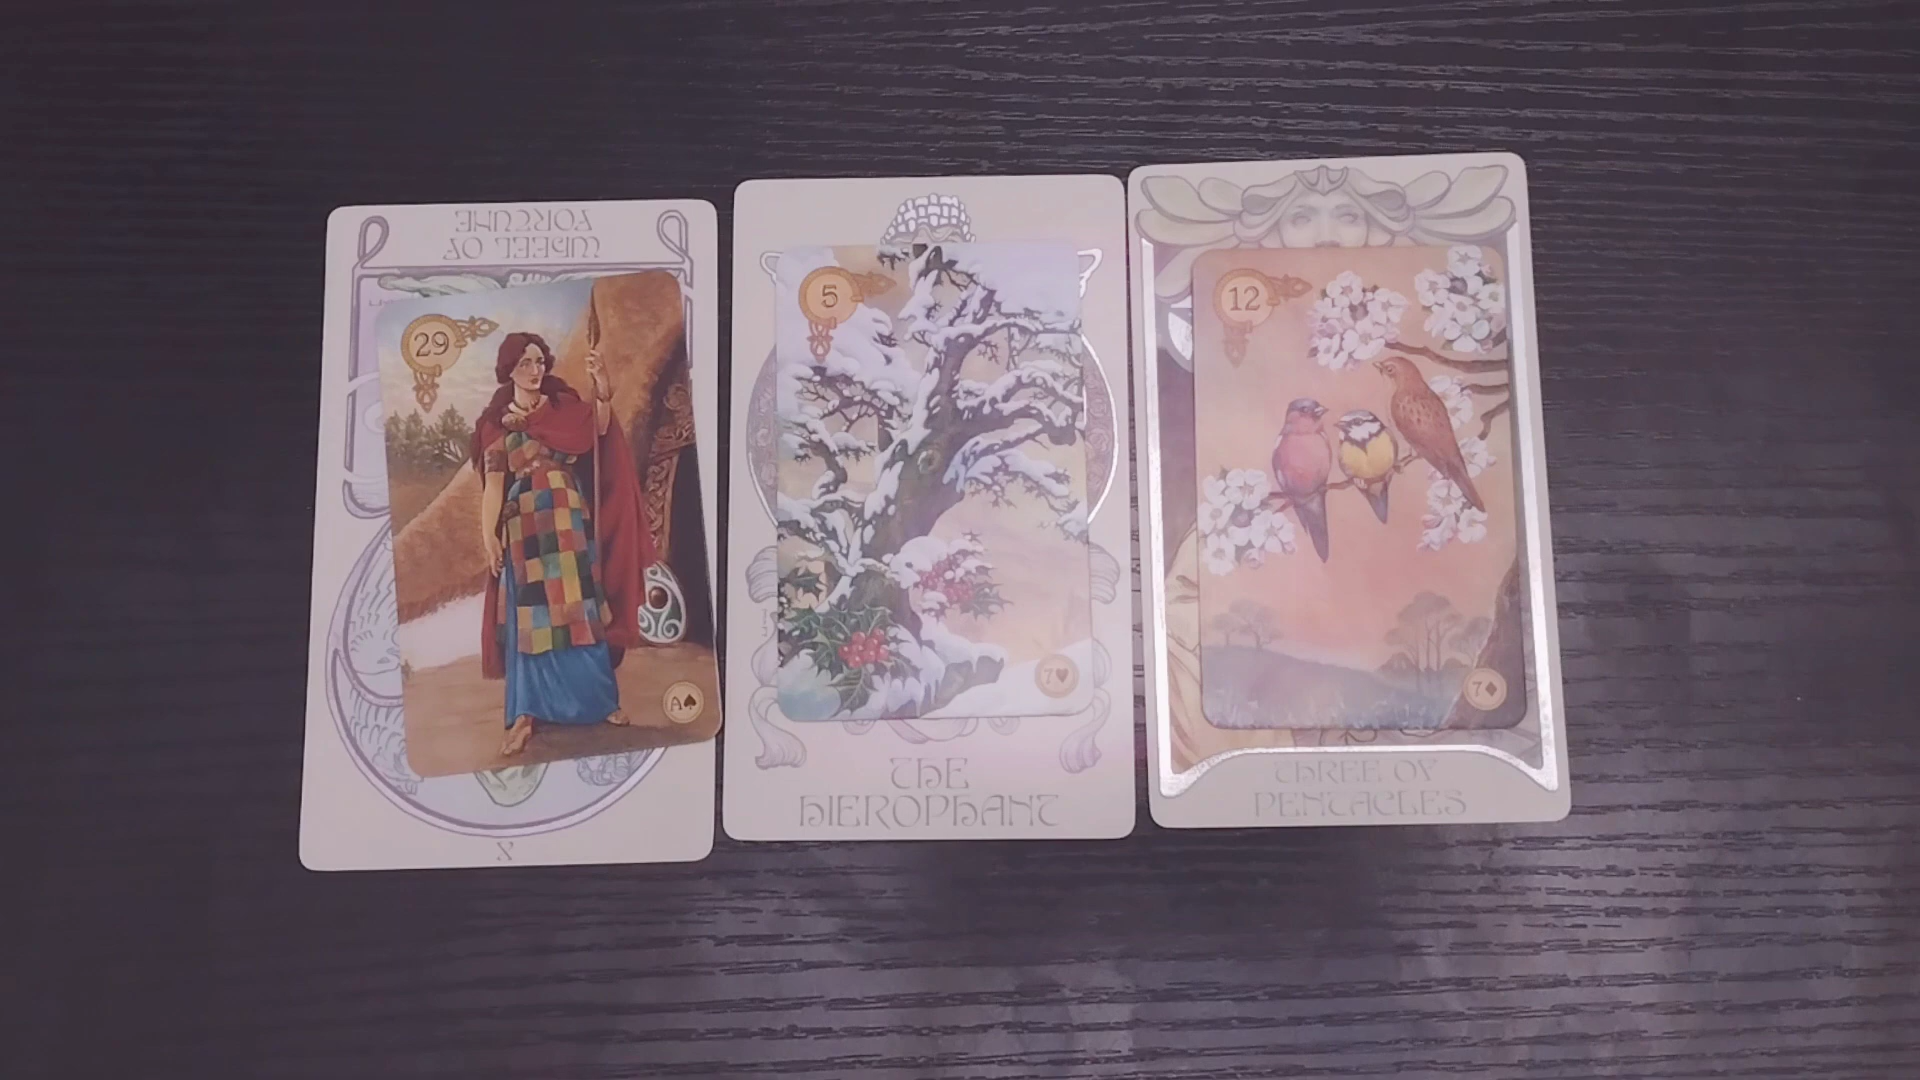 WHEEL OF
FORTUNE
29
A♠
X
5
7♥
THE
HIEROPHANT
12
7♦
THREE OF
PENTACLES